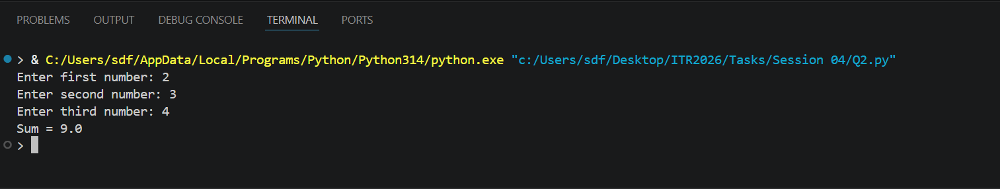 PROBLEMS OUTPUT DEBUG CONSOLE TERMINAL PORTS
> & C:/Users/sdf/AppData/Local/Programs/Python/Python314/python.exe "c:/Users/sdf/Desktop/ITR2026/Tasks/Session 04/Q2.py"
Enter first number: 2
Enter second number: 3
Enter third number: 4
Sum = 9.0
>